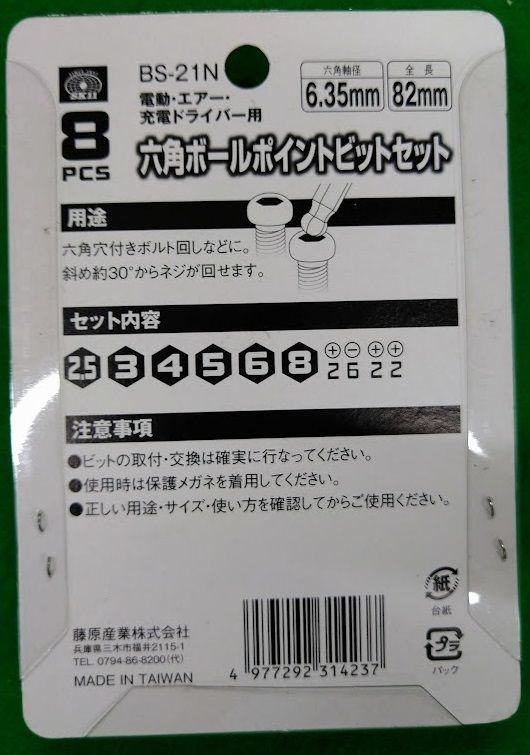 SK11
BS-21N
電動・エアー・
充電ドライバー用
六角軸径
6.35mm
全長
82mm
8
PCS
六角ボールポイントビットセット
用途
六角穴付きボルト回しなどに。
斜め約30°からネジが回せます。
セット内容
2.5 3 4 5 6 8 ⊕2 ⊖6 ⊕2 ⊕2
注意事項
●ビットの取付・交換は確実に行なってください。
●使用時は保護メガネを着用してください。
●正しい用途・サイズ・使い方を確認してからご使用ください。
紙
台紙
プラ
パック
藤原産業株式会社
兵庫県三木市福井2115-1
TEL. 0794-86-8200(代)
MADE IN TAIWAN
4 977292 314237